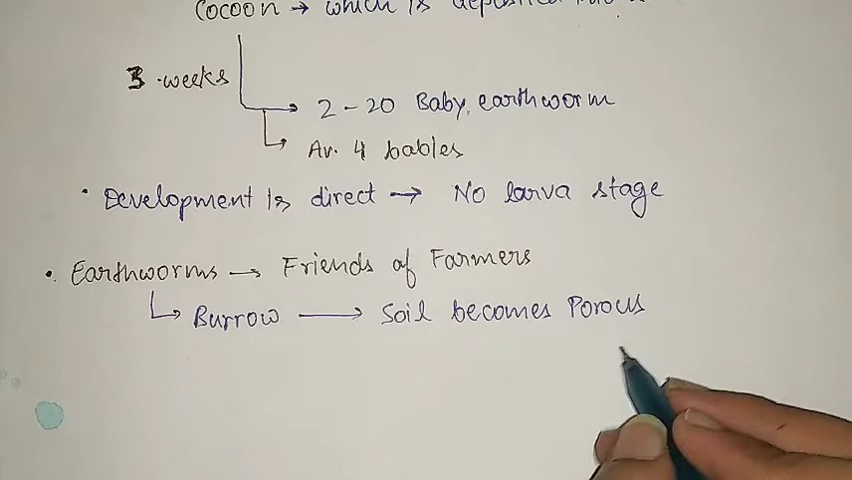 Cocoon → which is deposited
3 weeks
2 - 20 Baby earthworm
Av. 4 babies
• Development is direct → No larva stage
• Earthworms → Friends of Farmers
Burrow → Soil becomes Porous